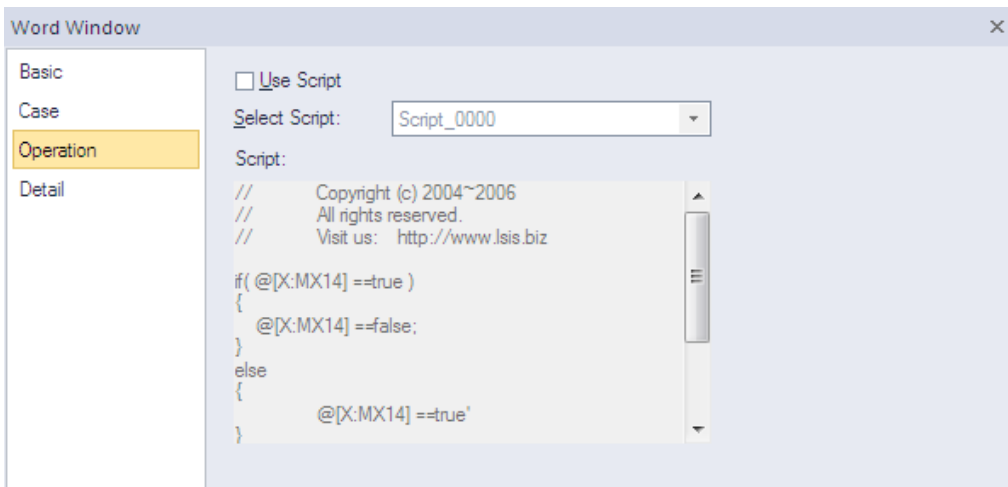 Word Window
Basic
Case
Operation
Detail
Use Script
Select Script: Script_0000
Script:
// Copyright (c) 2004~2006
// All rights reserved.
// Visit us: http://www.lsis.biz
if( @[X:MX14] ==true )
{
@[X:MX14] ==false;
}
else
{
@[X:MX14] ==true'
}